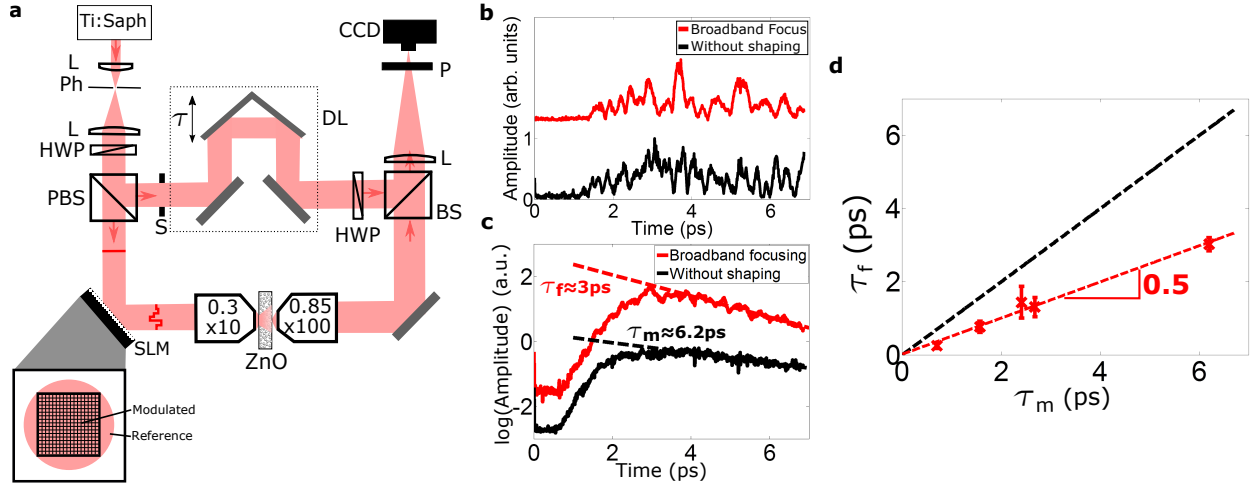 a
Ti:Saph
L
Ph
L
HWP
PBS
S
τ
DL
HWP
CCD
P
L
BS
SLM
0.3
x10
ZnO
0.85
x100
Modulated
Reference
b
Amplitude (arb. units)
Broadband Focus
Without shaping
1
0
0 2 4 6
Time (ps)
c
log(Amplitude) (a.u.)
Broadband focusing
Without shaping
τf≈3ps
τm≈6.2ps
2
0
-2
0 2 4 6
Time (ps)
d
τf (ps)
6
4
2
0
0.5
0 2 4 6
τm (ps)